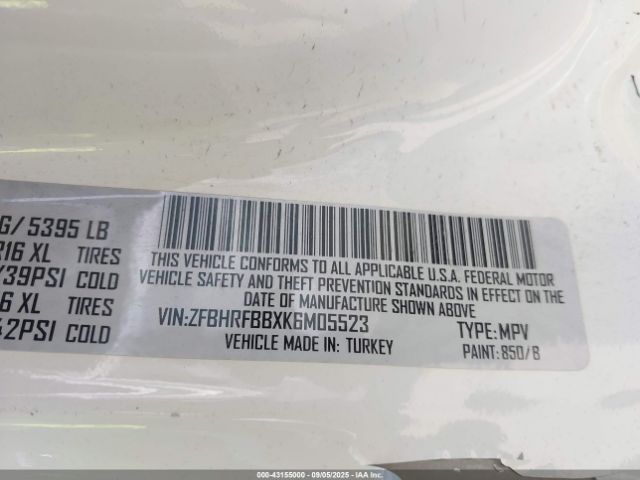 G/ 5395 LB
R16 XL TIRES
/39PSI COLD
6 XL TIRES
42PSI COLD
THIS VEHICLE CONFORMS TO ALL APPLICABLE U.S.A. FEDERAL MOTOR
VEHICLE SAFETY AND THEFT PREVENTION STANDARDS IN EFFECT ON THE
DATE OF MANUFACTURE SHOWN ABOVE
VIN:ZFBHRFBBXK6M05523 TYPE: MPV
VEHICLE MADE IN: TURKEY PAINT: 850/B
000-43155000 - 09/05/2025 - IAA Inc.